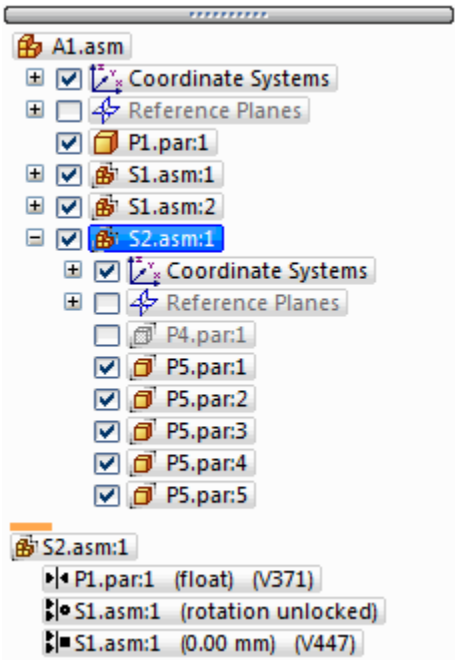 A1.asm
Coordinate Systems
Reference Planes
P1.par:1
S1.asm:1
S1.asm:2
S2.asm:1
Coordinate Systems
Reference Planes
P4.par:1
P5.par:1
P5.par:2
P5.par:3
P5.par:4
P5.par:5
S2.asm:1
P1.par:1 (float) (V371)
S1.asm:1 (rotation unlocked)
S1.asm:1 (0.00 mm) (V447)